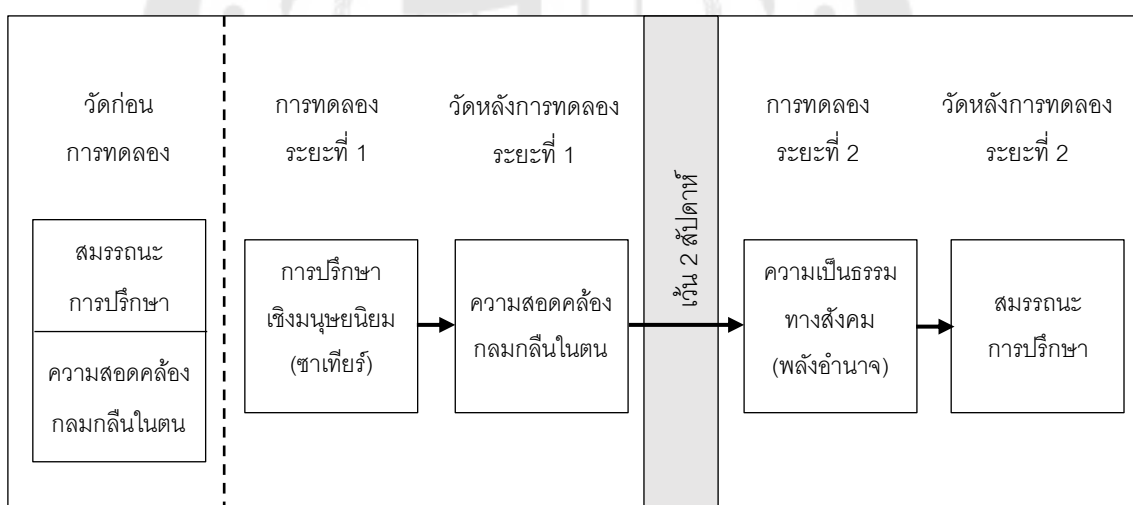 วัดก่อน
การทดลอง
การทดลอง
ระยะที่ 1
วัดหลังการทดลอง
ระยะที่ 1
เว้น 2 สัปดาห์
การทดลอง
ระยะที่ 2
วัดหลังการทดลอง
ระยะที่ 2
สมรรถนะ
การปรึกษา
ความสอดคล้อง
กลมกลืนในตน
การปรึกษา
เชิงมนุษยนิยม
(ซาเทียร์)
ความสอดคล้อง
กลมกลืนในตน
ความเป็นธรรม
ทางสังคม
(พลังอำนาจ)
สมรรถนะ
การปรึกษา